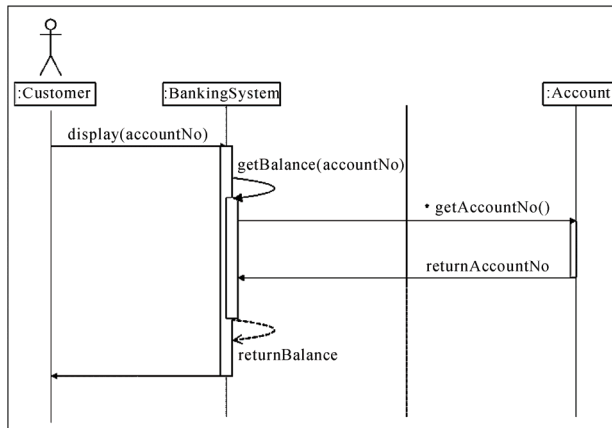 :Customer
:BankingSystem
:Account
display(accountNo)
getBalance(accountNo)
* getAccountNo()
returnAccountNo
returnBalance